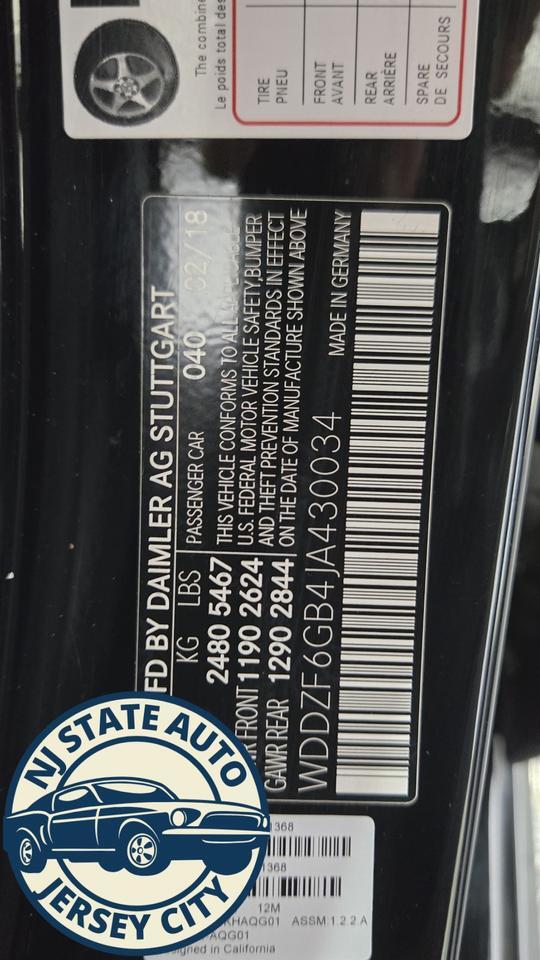 The combine
Le poids total des
TIRE
PNEU
FRONT
AVANT
REAR
ARRIÈRE
SPARE
DE SECOURS
FD BY DAIMLER AG STUTTGART
KG LBS PASSENGER CAR 040 02/18
2480 5467 THIS VEHICLE CONFORMS TO ALL APPLICABLE
FRONT 1190 2624 U.S. FEDERAL MOTOR VEHICLE SAFETY, BUMPER
GAWR REAR 1290 2844 AND THEFT PREVENTION STANDARDS IN EFFECT
ON THE DATE OF MANUFACTURE SHOWN ABOVE
WDDZF6GB4JA430034 MADE IN GERMANY
NJ STATE AUTO
JERSEY CITY
1368
1368
12M
KHAQG01 ASSM:1.2.2.A
AQG01
signed in California